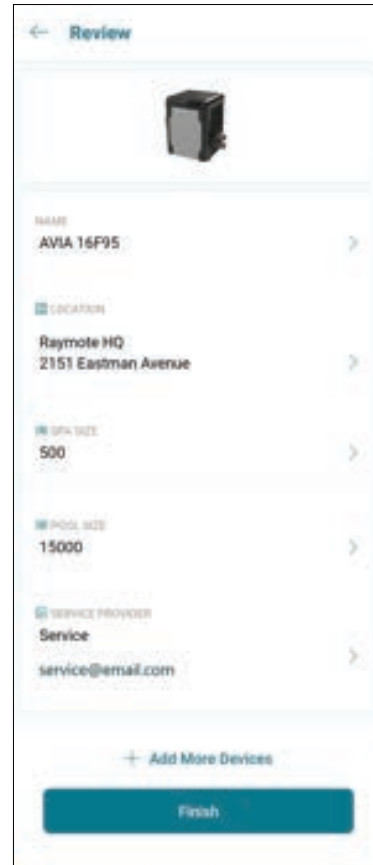 Review
NAME
AVIA 16F95
LOCATION
Raymote HQ
2151 Eastman Avenue
SPA SIZE
500
POOL SIZE
15000
SERVICE PROVIDER
Service
service@email.com
+ Add More Devices
Finish